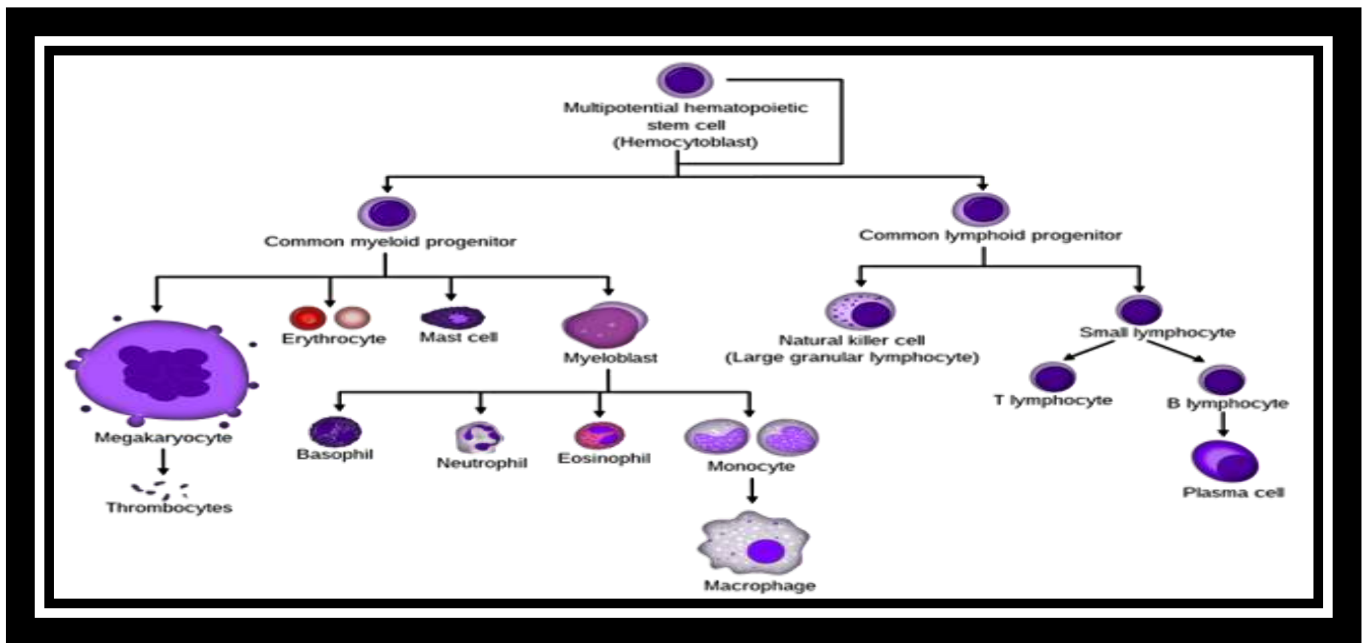 Multipotential hematopoietic
stem cell
(Hemocytoblast)
Common myeloid progenitor
Common lymphoid progenitor
Erythrocyte
Mast cell
Myeloblast
Natural killer cell
(Large granular lymphocyte)
Small lymphocyte
T lymphocyte
B lymphocyte
Megakaryocyte
Basophil
Neutrophil
Eosinophil
Monocyte
Plasma cell
Thrombocytes
Macrophage